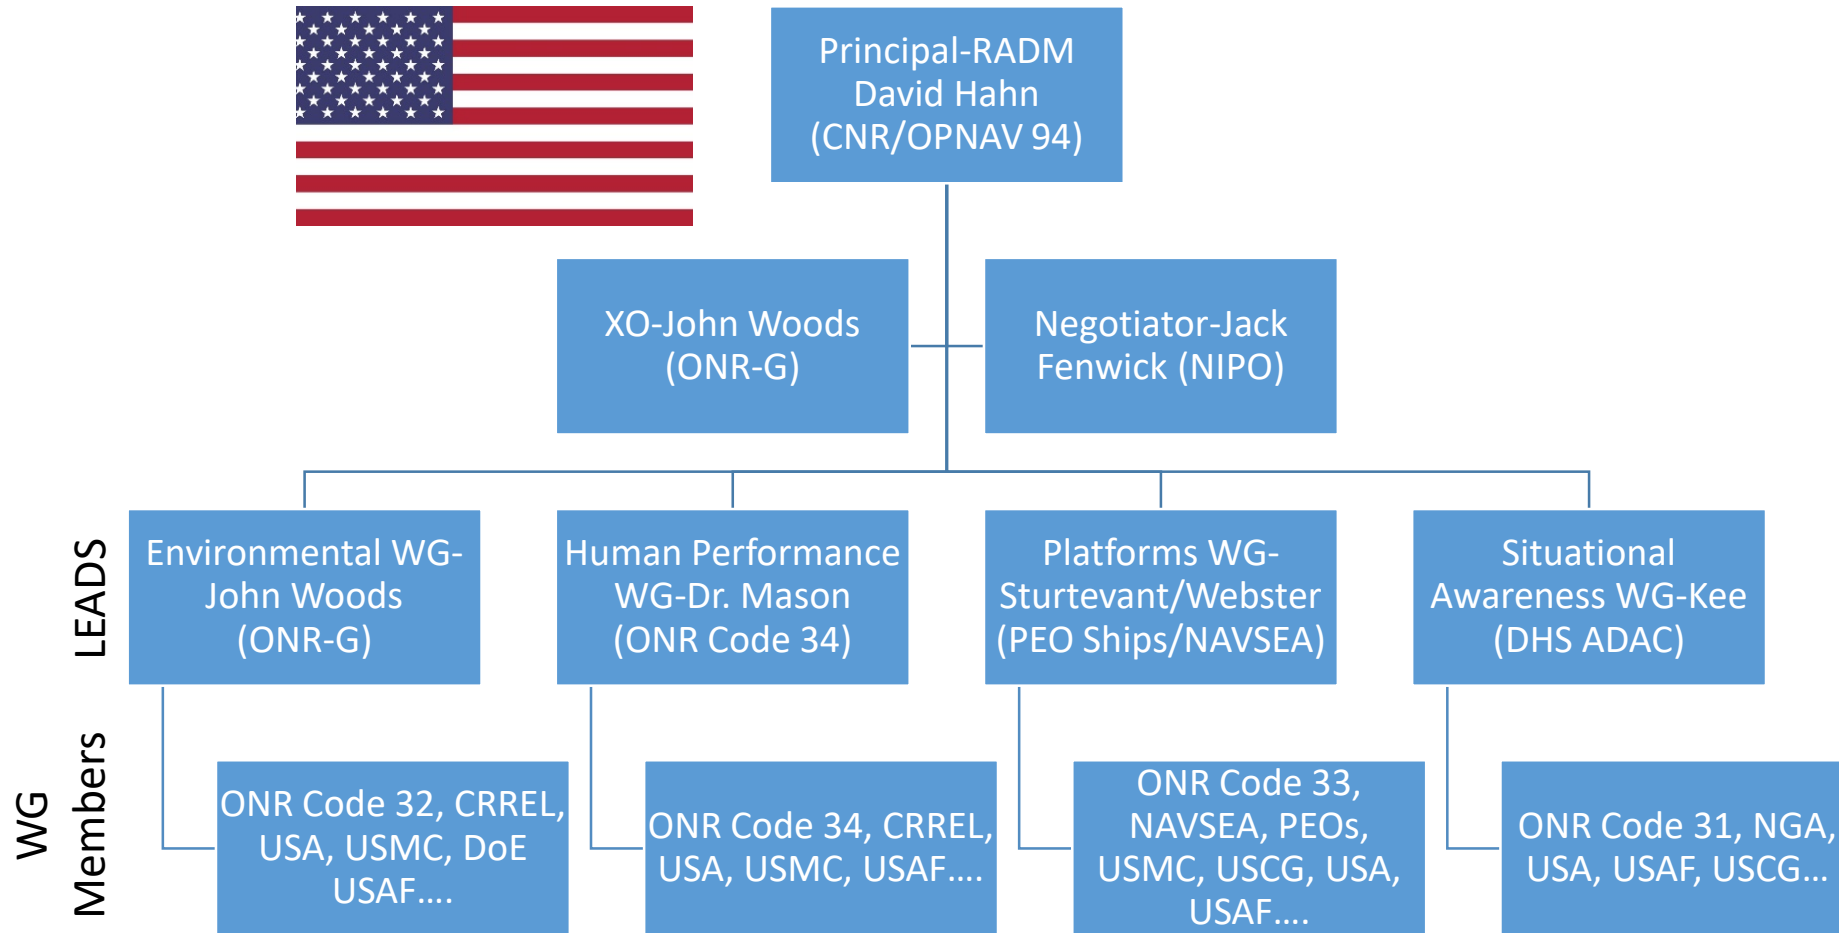 Principal-RADM
David Hahn
(CNR/OPNAV 94)
XO-John Woods
(ONR-G)
Negotiator-Jack
Fenwick (NIPO)
LEADS
Environmental WG-
John Woods
(ONR-G)
Human Performance
WG-Dr. Mason
(ONR Code 34)
Platforms WG-
Sturtevant/Webster
(PEO Ships/NAVSEA)
Situational
Awareness WG-Kee
(DHS ADAC)
WG
Members
ONR Code 32, CRREL,
USA, USMC, DoE
USAF....
ONR Code 34, CRREL,
USA, USMC, USAF....
ONR Code 33,
NAVSEA, PEOs,
USMC, USCG, USA,
USAF....
ONR Code 31, NGA,
USA, USAF, USCG...